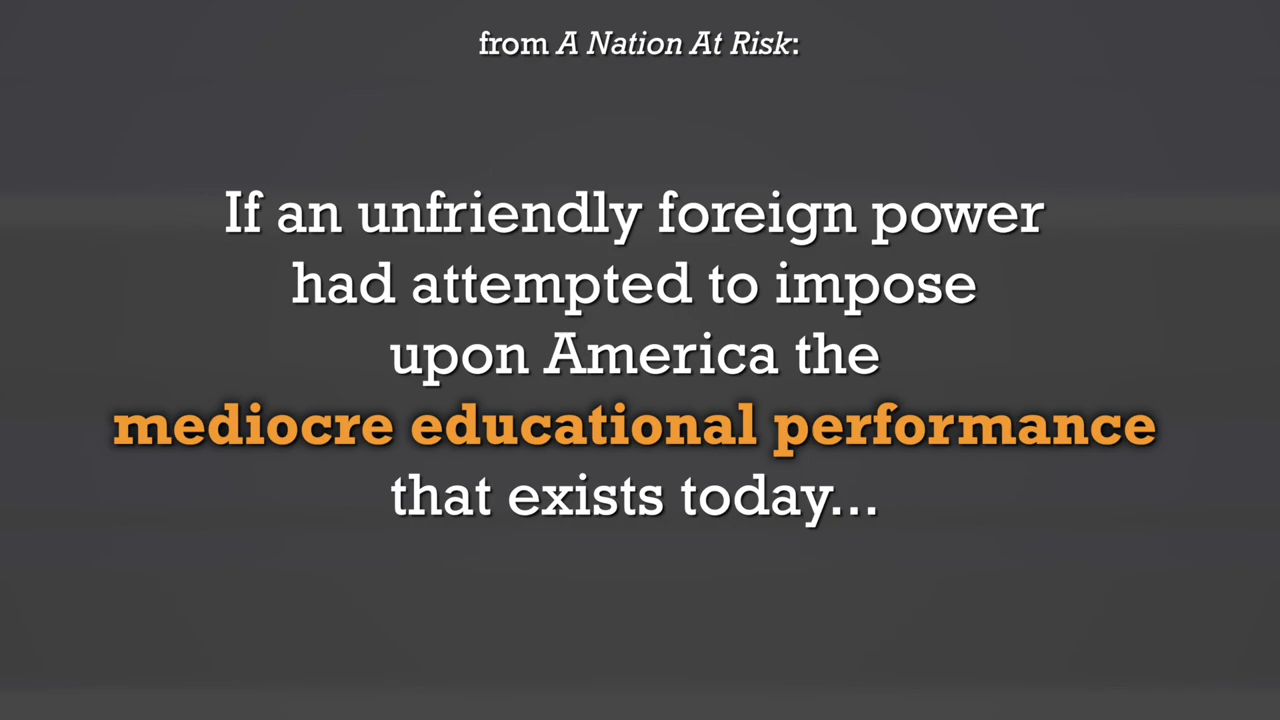 from A Nation At Risk:
If an unfriendly foreign power
had attempted to impose
upon America the
mediocre educational performance
that exists today...